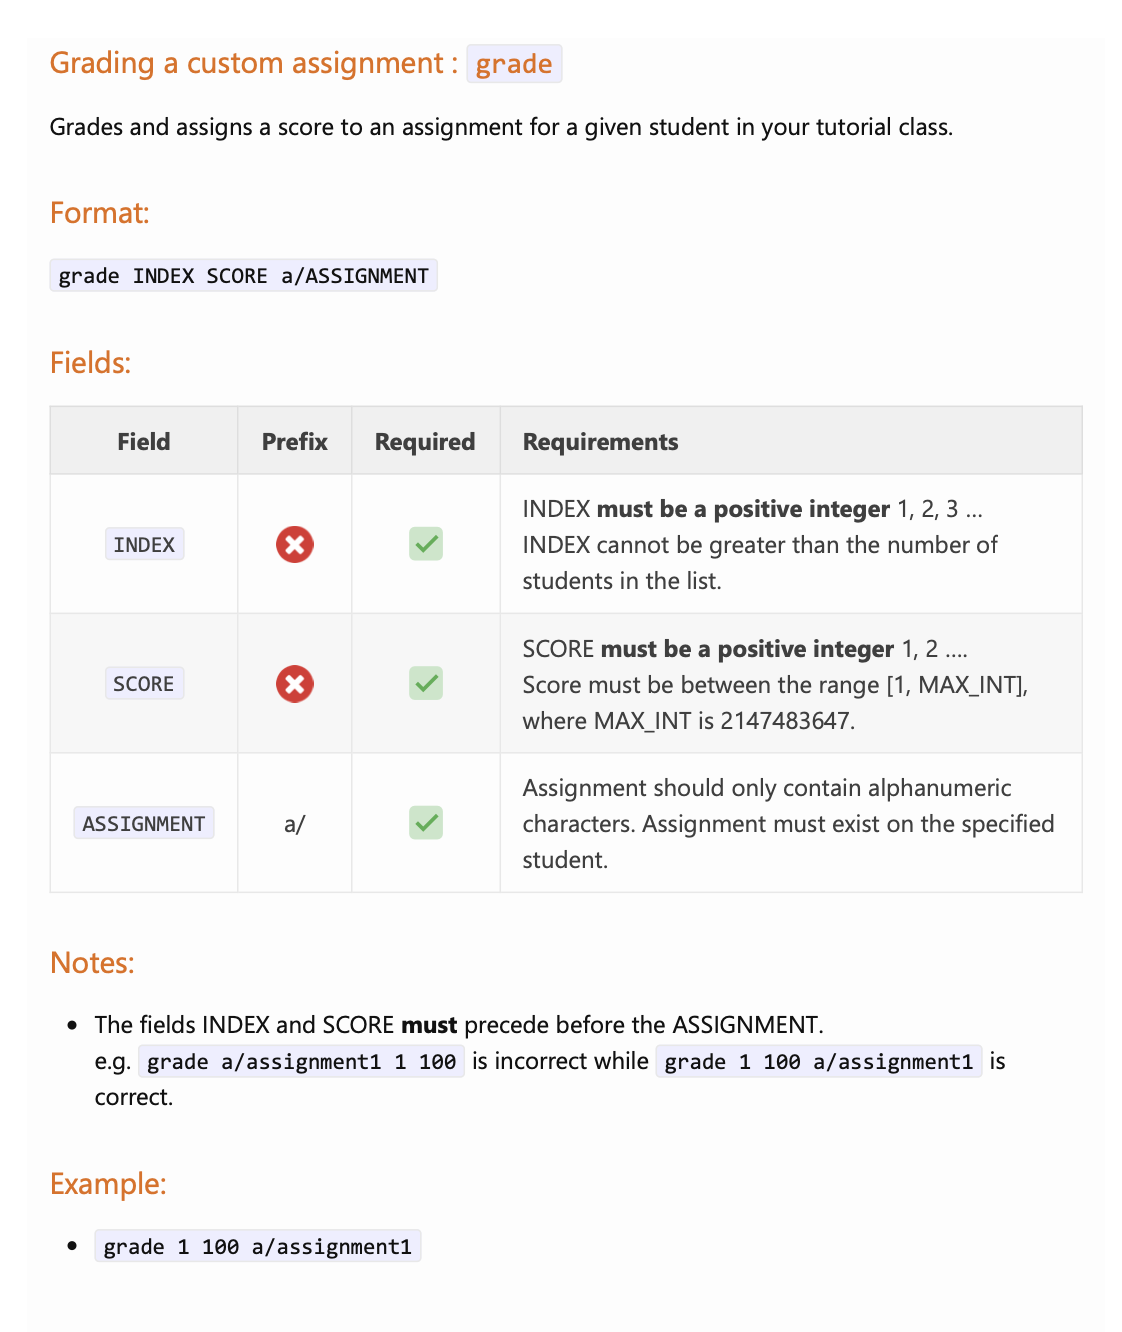 Grading a custom assignment : grade
Grades and assigns a score to an assignment for a given student in your tutorial class.
Format:
grade INDEX SCORE a/ASSIGNMENT
Fields:
Field Prefix Required Requirements
INDEX must be a positive integer 1, 2, 3 ...
INDEX INDEX cannot be greater than the number of
students in the list.
SCORE must be a positive integer 1, 2 ....
SCORE Score must be between the range [1, MAX_INT],
where MAX_INT is 2147483647.
Assignment should only contain alphanumeric
ASSIGNMENT a/ characters. Assignment must exist on the specified
student.
Notes:
• The fields INDEX and SCORE must precede before the ASSIGNMENT.
e.g. grade a/assignment1 1 100 is incorrect while grade 1 100 a/assignment1 is
correct.
Example:
• grade 1 100 a/assignment1